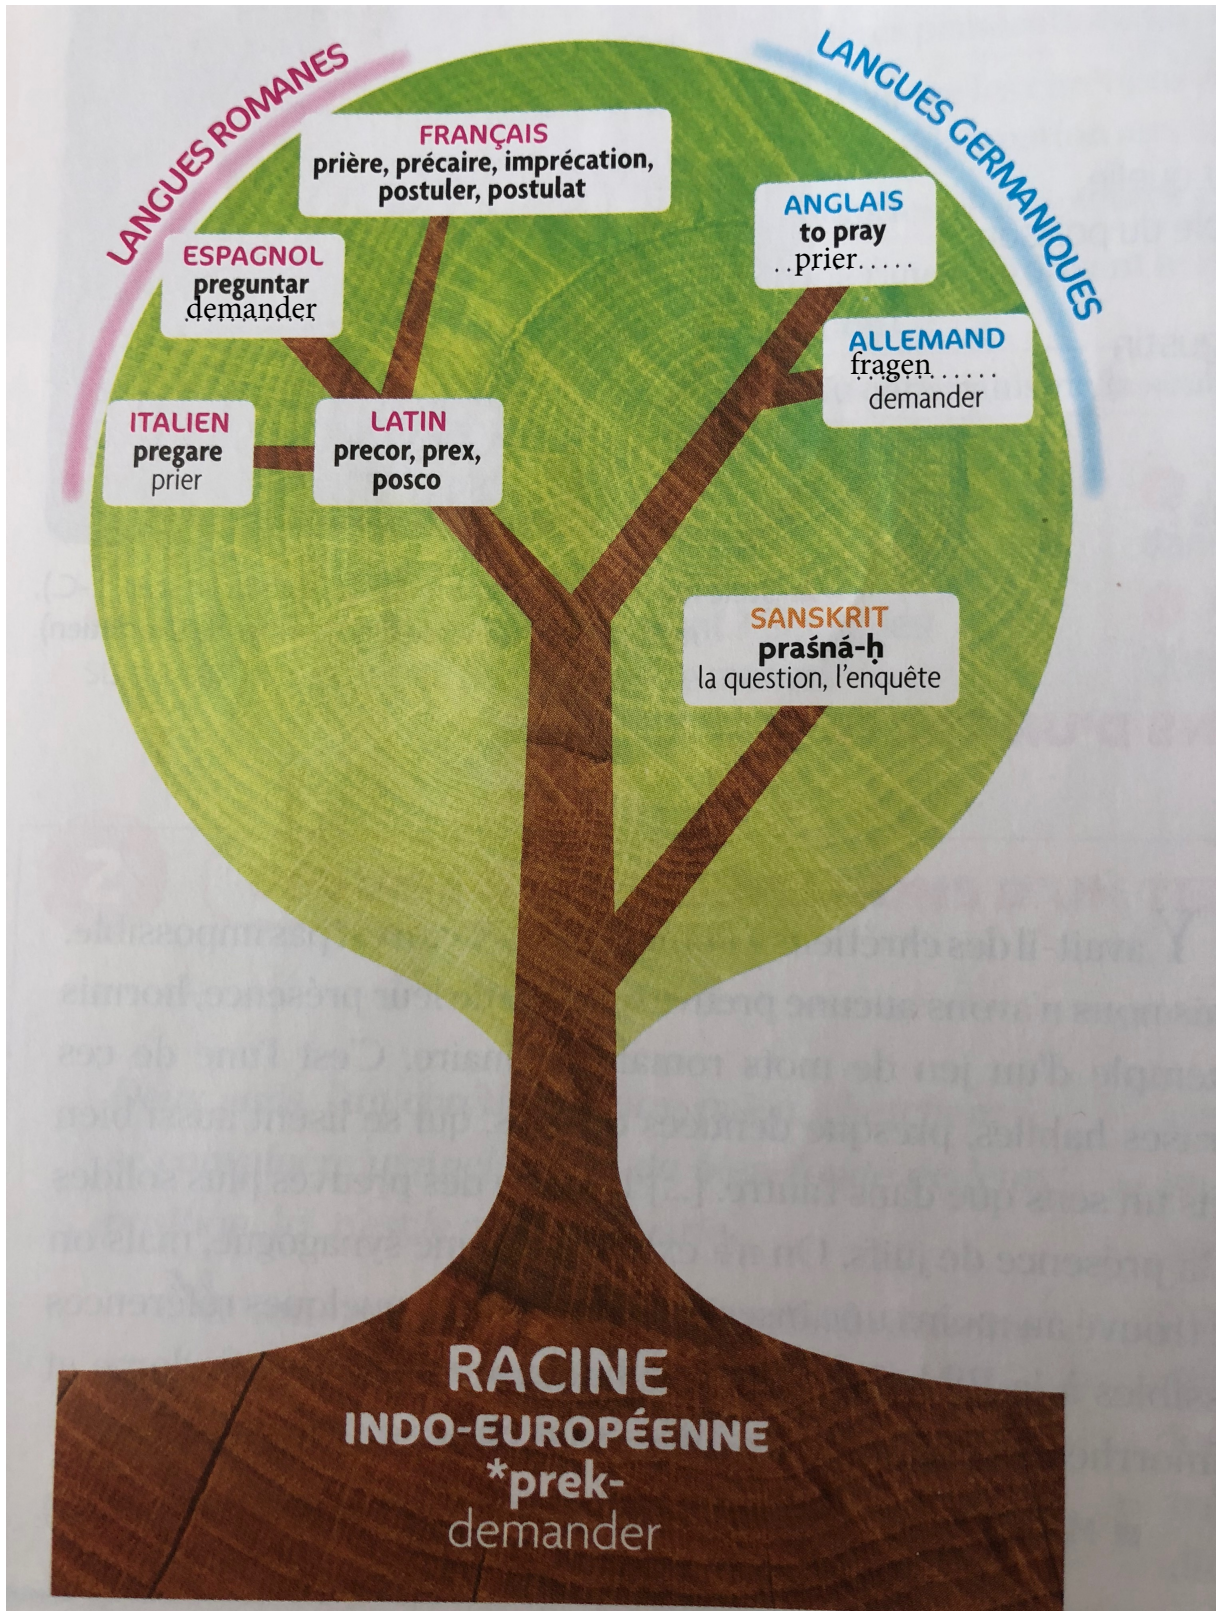 LANGUES ROMANES
LANGUES GERMANIQUES
FRANÇAIS
prière, précaire, imprécation,
postuler, postulat
ANGLAIS
to pray
prier
ESPAGNOL
preguntar
demander
ALLEMAND
fragen
demander
ITALIEN
pregare
prier
LATIN
precor, prex,
posco
SANSKRIT
praśná-ḥ
la question, l'enquête
RACINE
INDO-EUROPÉENNE
*prek-
demander